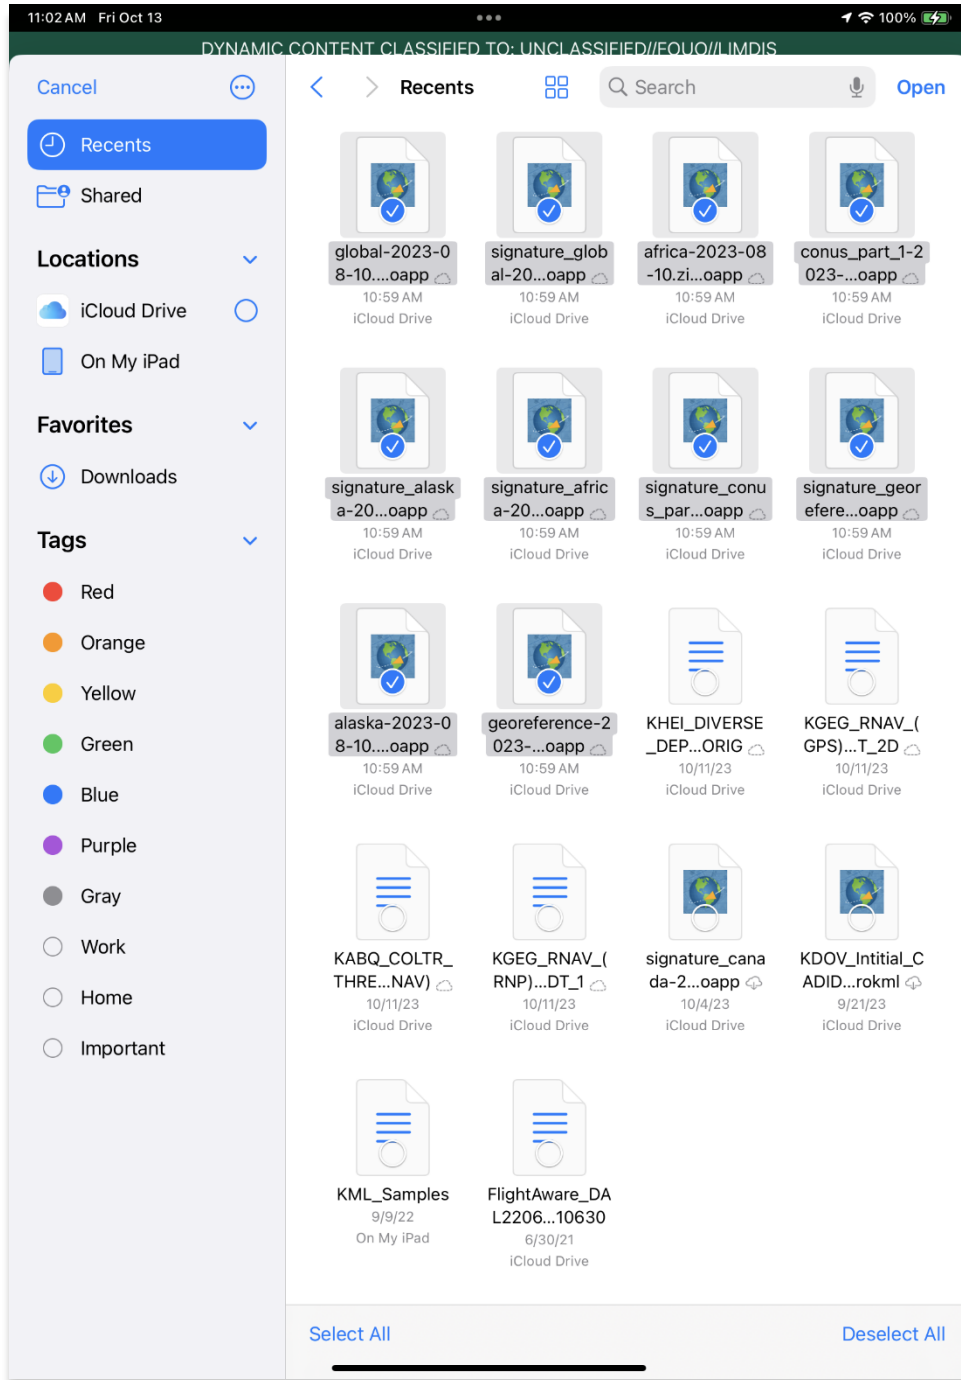 11:02 AM Fri Oct 13
100%
DYNAMIC CONTENT CLASSIFIED TO: UNCLASSIFIED//FOUO//LIMDIS
Cancel
Recents
Shared
Locations
iCloud Drive
On My iPad
Favorites
Downloads
Tags
Red
Orange
Yellow
Green
Blue
Purple
Gray
Work
Home
Important
Recents
Search
Open
global-2023-0
8-10....oapp
10:59 AM
iCloud Drive
signature_glob
al-20...oapp
10:59 AM
iCloud Drive
africa-2023-08
-10.zi...oapp
10:59 AM
iCloud Drive
conus_part_1-2
023-...oapp
10:59 AM
iCloud Drive
signature_alask
a-20...oapp
10:59 AM
iCloud Drive
signature_afric
a-20...oapp
10:59 AM
iCloud Drive
signature_conu
s_par...oapp
10:59 AM
iCloud Drive
signature_geor
efere...oapp
10:59 AM
iCloud Drive
alaska-2023-0
8-10....oapp
10:59 AM
iCloud Drive
georeference-2
023-...oapp
10:59 AM
iCloud Drive
KHEI_DIVERSE
_DEP...ORIG
10/11/23
iCloud Drive
KGEG_RNAV_(
GPS)...T_2D
10/11/23
iCloud Drive
KABQ_COLTR_
THRE...NAV)
10/11/23
iCloud Drive
KGEG_RNAV_(
RNP)...DT_1
10/11/23
iCloud Drive
signature_cana
da-2...oapp
10/4/23
iCloud Drive
KDOV_Intitial_C
ADID...rokml
9/21/23
iCloud Drive
KML_Samples
9/9/22
On My iPad
FlightAware_DA
L2206...10630
6/30/21
iCloud Drive
Select All
Deselect All